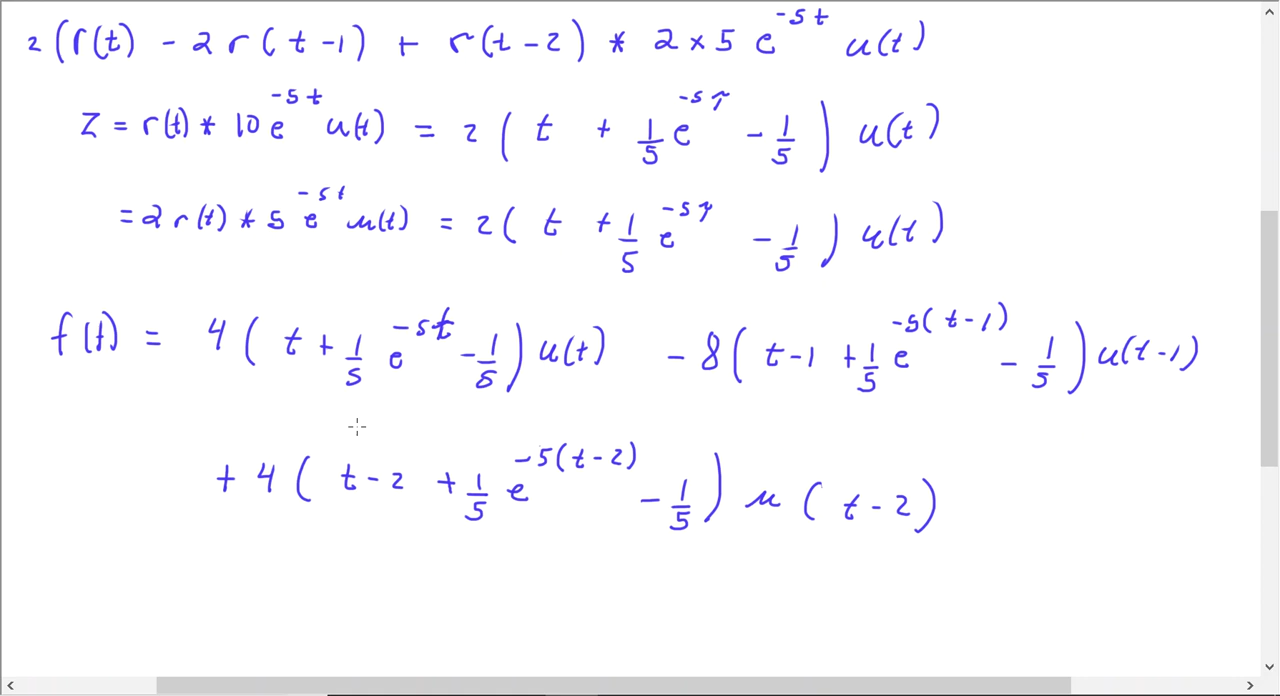 2 (r(t) - 2 r(t-1) + r(t-2) * 2 × 5 e^{-5t} u(t)
z = r(t) * 10 e^{-5t} u(t) = 2 ( t + 1/5 e^{-5τ} - 1/5 ) u(t)
= 2 r(t) * 5 e^{-5t} u(t) = 2 ( t + 1/5 e^{-5τ} - 1/5 ) u(t)
f(t) = 4 ( t + 1/5 e^{-5t} - 1/5 ) u(t) - 8 ( t-1 + 1/5 e^{-5(t-1)} - 1/5 ) u(t-1)
+ 4 ( t-2 + 1/5 e^{-5(t-2)} - 1/5 ) u (t-2)